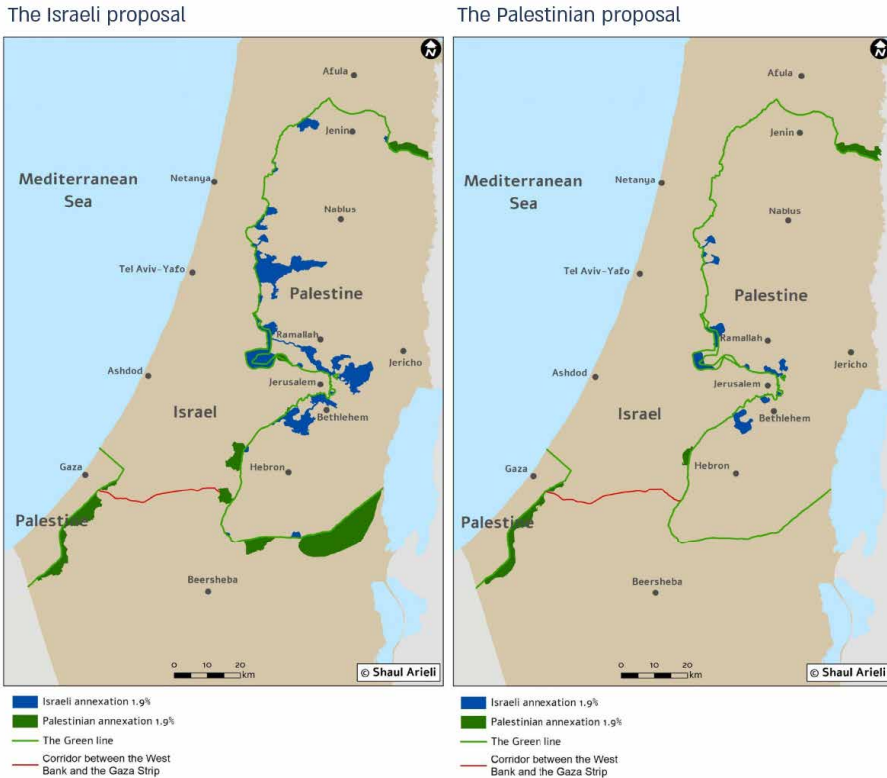 The Israeli proposal
N
Afula
Jenin
Mediterranean
Sea
Netanya
Nablus
Tel Aviv-Yafo
Palestine
Ramallah
Jericho
Ashdod
Jerusalem
Israel
Bethlehem
Gaza
Hebron
Palestine
Beersheba
0 10 20
km
© Shaul Arieli
Israeli annexation 1.9%
Palestinian annexation 1.9%
The Green line
Corridor between the West
Bank and the Gaza Strip
The Palestinian proposal
N
Afula
Jenin
Mediterranean
Sea
Netanya
Nablus
Tel Aviv-Yafo
Palestine
Ramallah
Jericho
Ashdod
Jerusalem
Israel
Bethlehem
Gaza
Hebron
Palestine
Beersheba
0 10 20
km
© Shaul Arieli
Israeli annexation 1.9%
Palestinian annexation 1.9%
The Green line
Corridor between the West
Bank and the Gaza Strip